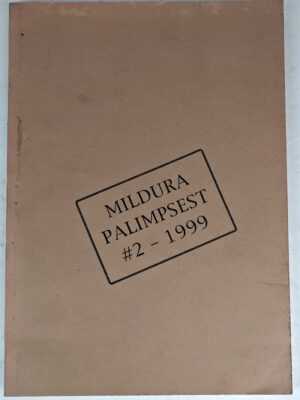 MILDURA
PALIMPSEST
#2 – 1999